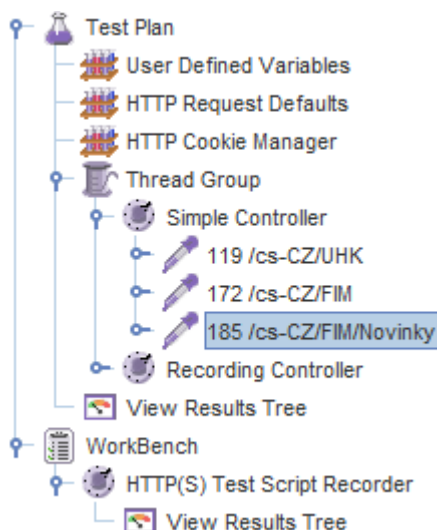 Test Plan
User Defined Variables
HTTP Request Defaults
HTTP Cookie Manager
Thread Group
Simple Controller
119 /cs-CZ/UHK
172 /cs-CZ/FIM
185 /cs-CZ/FIM/Novinky
Recording Controller
View Results Tree
WorkBench
HTTP(S) Test Script Recorder
View Results Tree